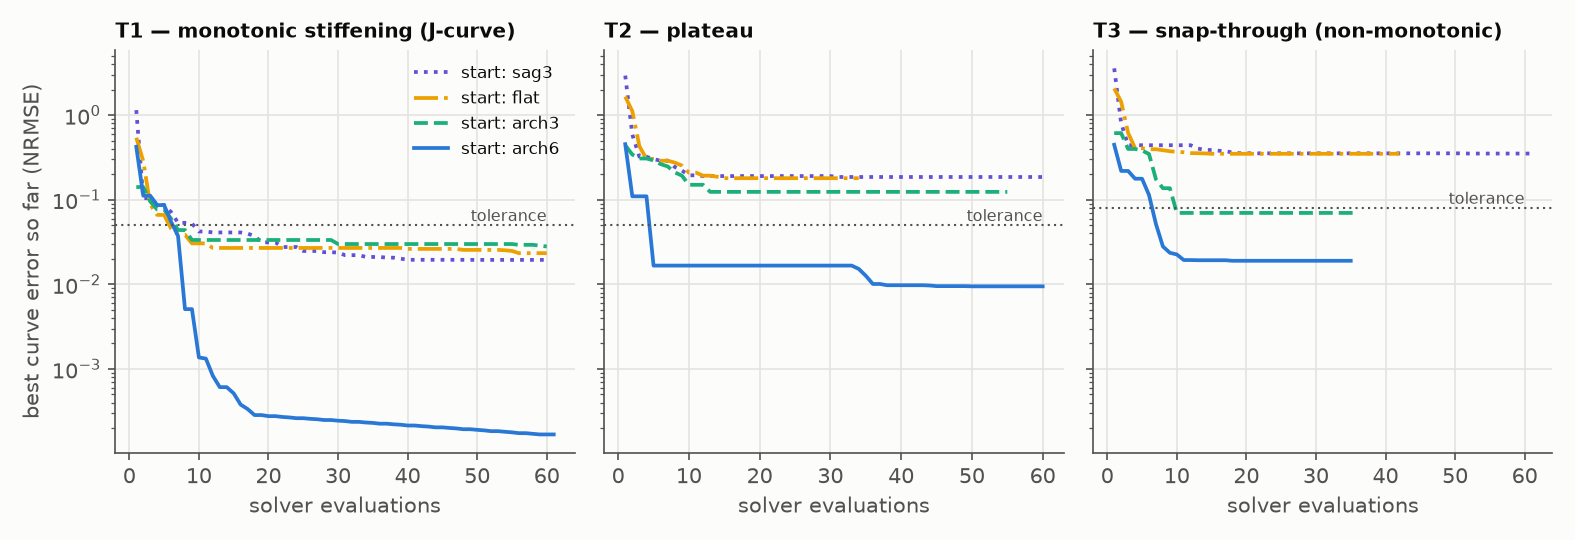 T1 — monotonic stiffening (J-curve)
T2 — plateau
T3 — snap-through (non-monotonic)
best curve error so far (NRMSE)
10⁰
10⁻¹
10⁻²
10⁻³
start: sag3
start: flat
start: arch3
start: arch6
tolerance
tolerance
tolerance
0 10 20 30 40 50 60
0 10 20 30 40 50 60
0 10 20 30 40 50 60
solver evaluations
solver evaluations
solver evaluations